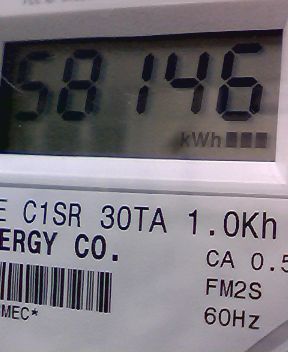 58146
kWh
E C1SR 30TA 1.0Kh
ERGY CO.
CA 0.5
FM2S
MEC*
60Hz